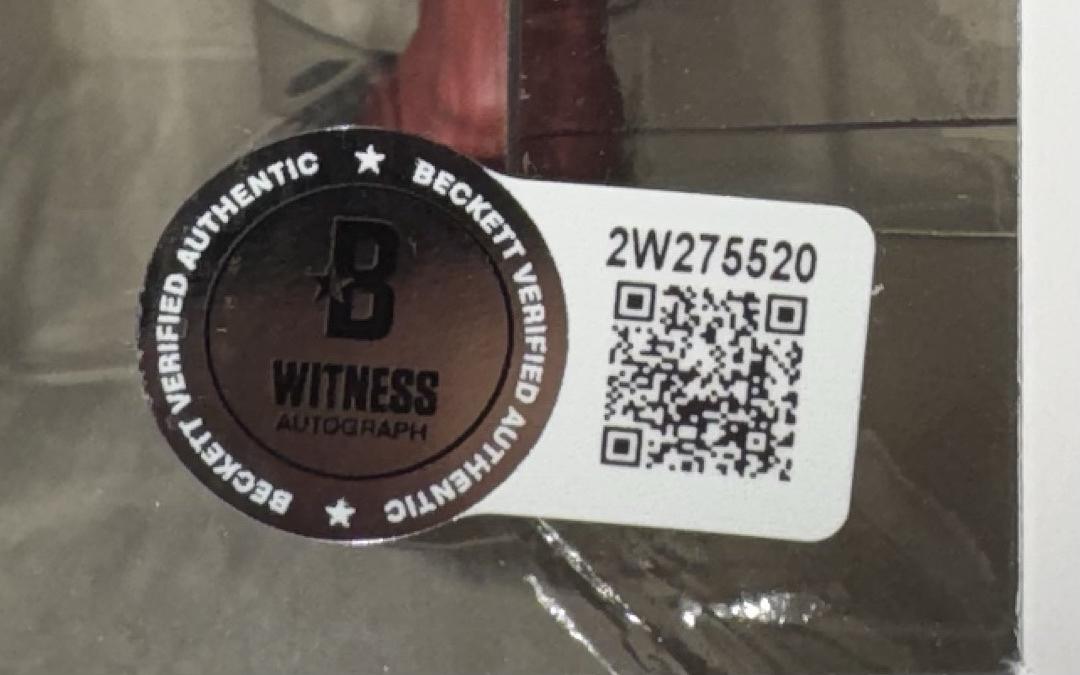 BECKETT VERIFIED AUTHENTIC ★ BECKETT VERIFIED AUTHENTIC ★
B
WITNESS
AUTOGRAPH
2W275520